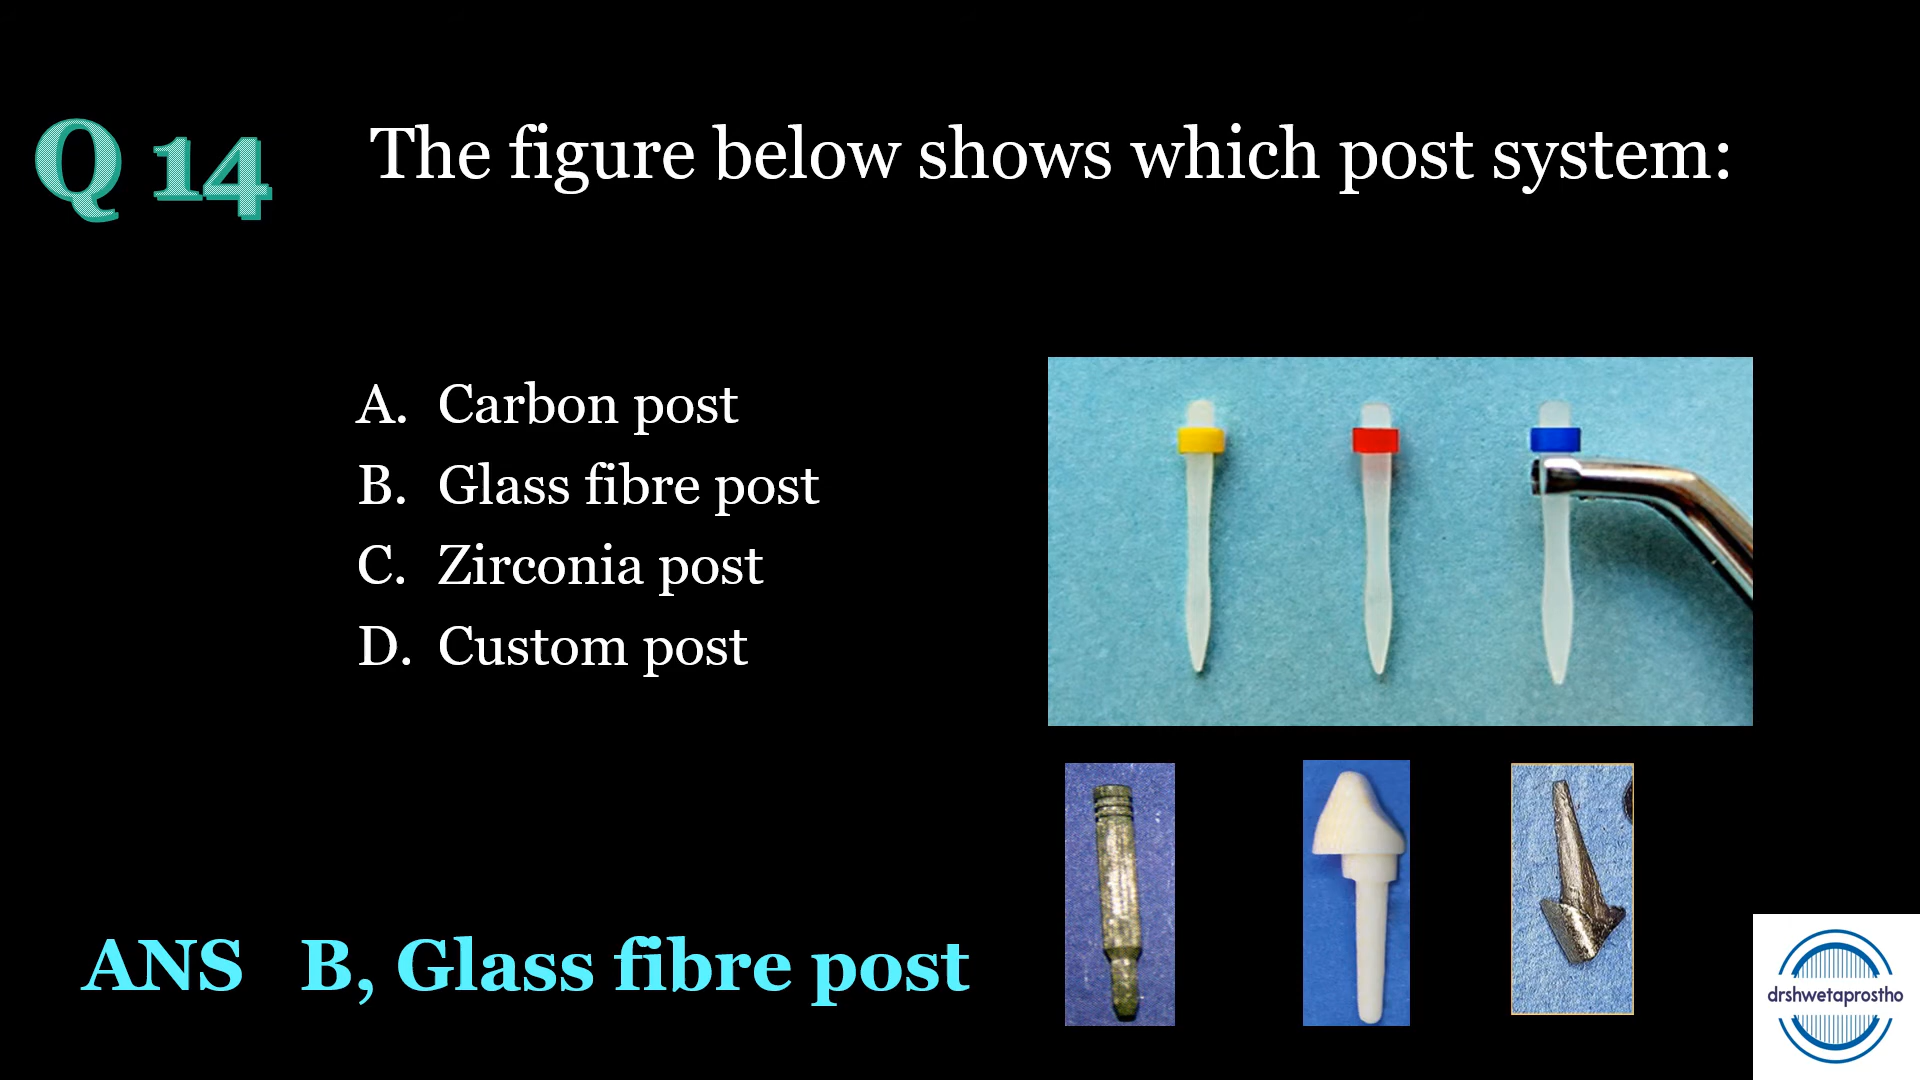 Q 14
The figure below shows which post system:
A. Carbon post
B. Glass fibre post
C. Zirconia post
D. Custom post
ANS B, Glass fibre post
drshwetaprostho